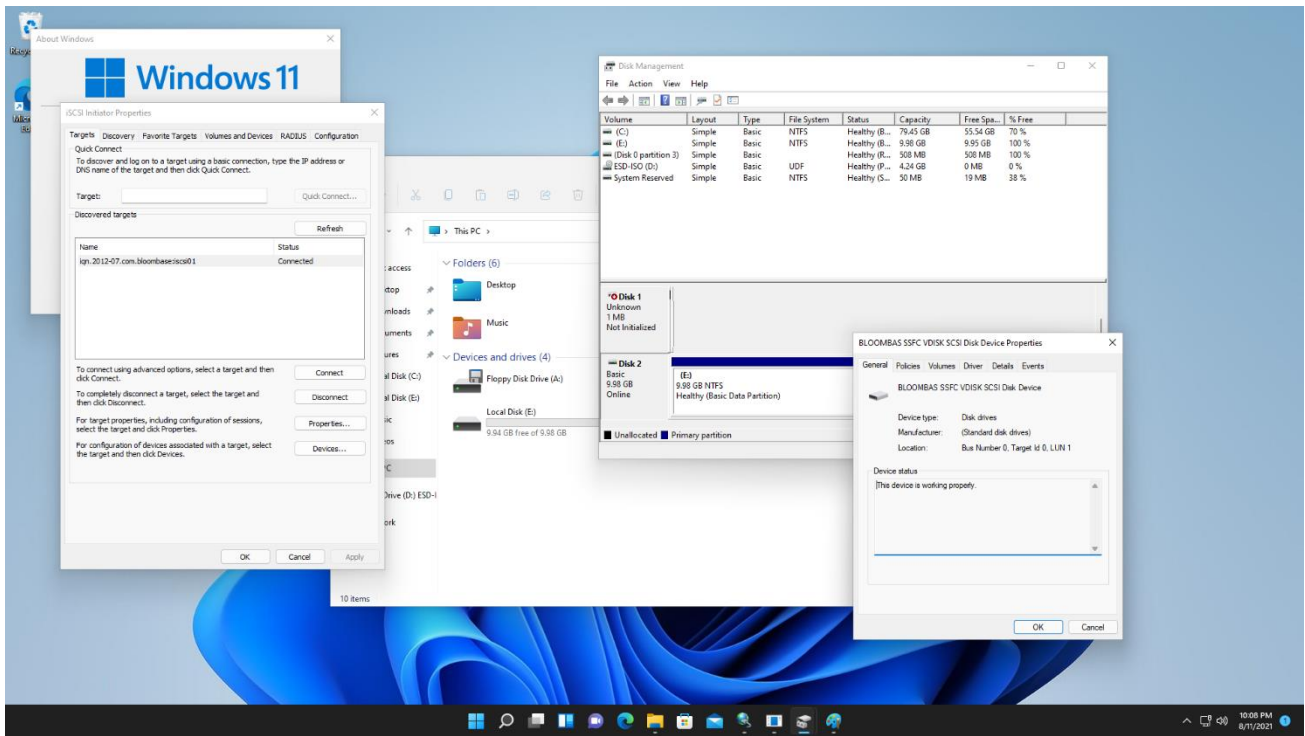 About Windows
Windows 11
iSCSI Initiator Properties
Targets Discovery Favorite Targets Volumes and Devices RADIUS Configuration
Quick Connect
To discover and log on to a target using a basic connection, type the IP address or
DNS name of the target and then click Quick Connect.
Target:
Quick Connect...
Discovered targets
Refresh
Name Status
iqn.2012-07.com.bloombase:iscsi01 Connected
To connect using advanced options, select a target and then
click Connect.
Connect
To completely disconnect a target, select the target and
then click Disconnect.
Disconnect
For target properties, including configuration of sessions,
select the target and click Properties.
Properties...
For configuration of devices associated with a target, select
the target and then click Devices.
Devices...
OK Cancel Apply
This PC
access
Folders (6)
Desktop
Music
Devices and drives (4)
Floppy Disk Drive (A:)
Local Disk (E:)
9.94 GB free of 9.98 GB
Disk (C:)
Disk (E:)
(D:) ESD-
10 items
Disk Management
File Action View Help
Volume Layout Type File System Status Capacity Free Spa... % Free
(C:) Simple Basic NTFS Healthy (B... 79.45 GB 55.54 GB 70 %
(E:) Simple Basic NTFS Healthy (B... 9.98 GB 9.95 GB 100 %
(Disk 0 partition 3) Simple Basic Healthy (R... 508 MB 508 MB 100 %
ESD-ISO (D:) Simple Basic UDF Healthy (P... 4.24 GB 0 MB 0 %
System Reserved Simple Basic NTFS Healthy (S... 50 MB 19 MB 38 %
Disk 1
Unknown
1 MB
Not Initialized
Disk 2
Basic
9.98 GB
Online
(E:)
9.98 GB NTFS
Healthy (Basic Data Partition)
Unallocated Primary partition
BLOOMBAS SSFC VDISK SCSI Disk Device Properties
General Policies Volumes Driver Details Events
BLOOMBAS SSFC VDISK SCSI Disk Device
Device type: Disk drives
Manufacturer: (Standard disk drives)
Location: Bus Number 0, Target Id 0, LUN 1
Device status
This device is working properly.
OK Cancel
10:08 PM
8/11/2021
1